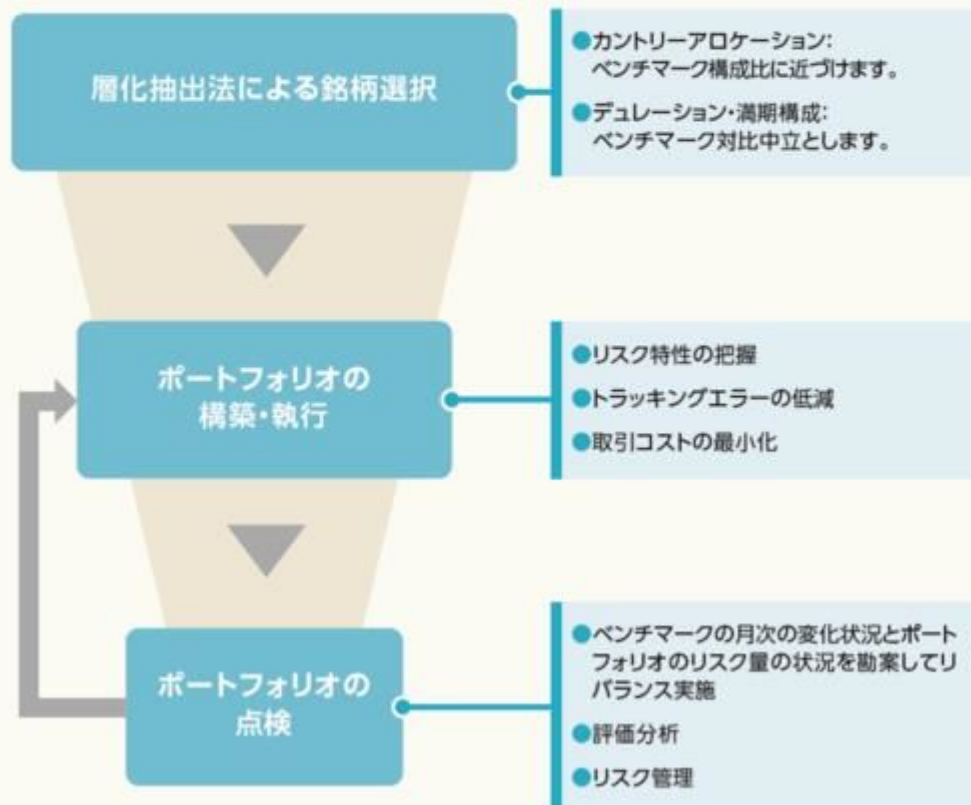 層化抽出法による銘柄選択
●カントリーアロケーション:
ベンチマーク構成比に近づけます。
●デュレーション・満期構成:
ベンチマーク対比中立とします。
ポートフォリオの
構築・執行
●リスク特性の把握
●トラッキングエラーの低減
●取引コストの最小化
ポートフォリオの
点検
●ベンチマークの月次の変化状況とポート
フォリオのリスク量の状況を勘案してリ
バランス実施
●評価分析
●リスク管理